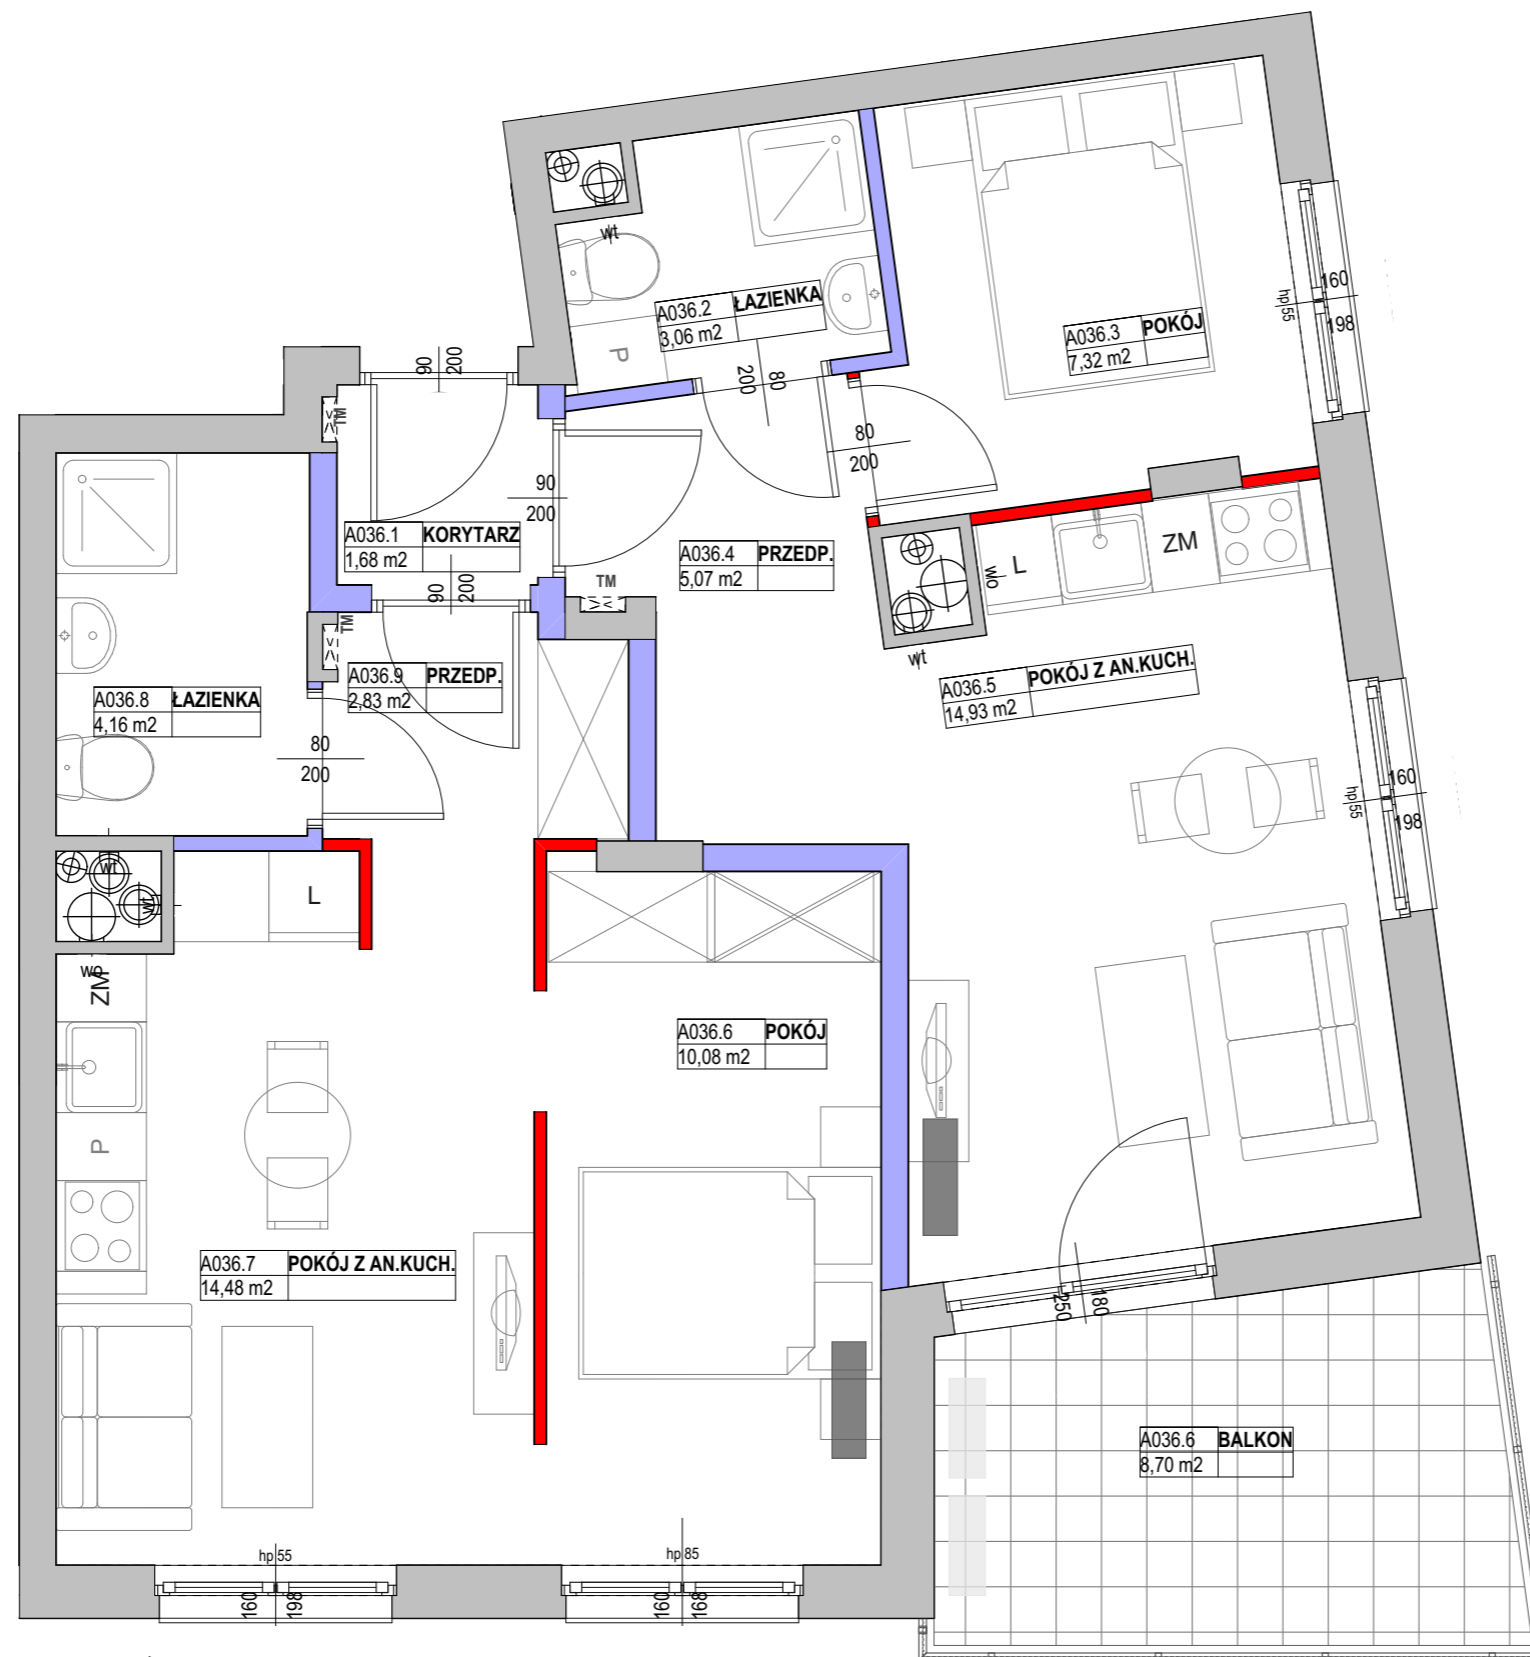 wt
A036.2 ŁAZIENKA
3,06 m2
P
A036.3 POKÓJ
7,32 m2
160
198
hp 55
90
200
TM
80
200
80
200
90
200
A036.1 KORYTARZ
1,68 m2
A036.4 PRZEDP.
5,07 m2
L
ZM
wo
wt
90
200
TM
TM
A036.9 PRZEDP.
2,83 m2
A036.8 ŁAZIENKA
4,16 m2
80
200
A036.5 POKÓJ Z AN.KUCH.
14,93 m2
160
198
hp 55
wt
wt
L
wo
ZM
A036.6 POKÓJ
10,08 m2
P
A036.7 POKÓJ Z AN.KUCH.
14,48 m2
250
180
A036.6 BALKON
8,70 m2
hp 55
160
198
hp 85
160
168